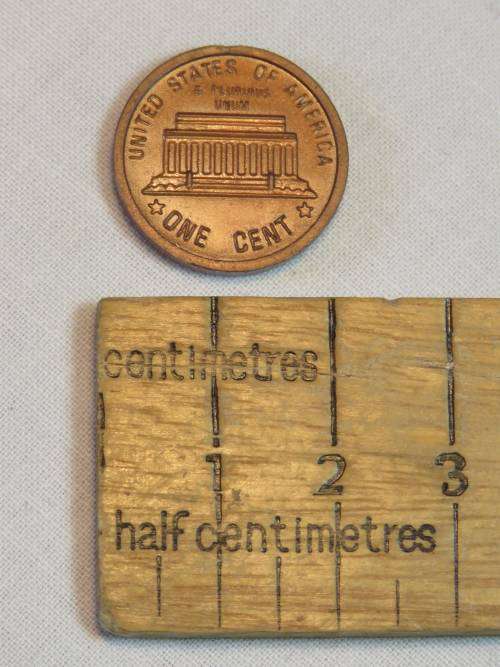 UNITED STATES OF AMERICA
E PLURIBUS
UNUM
ONE CENT
centimetres
1 2 3
half centimetres